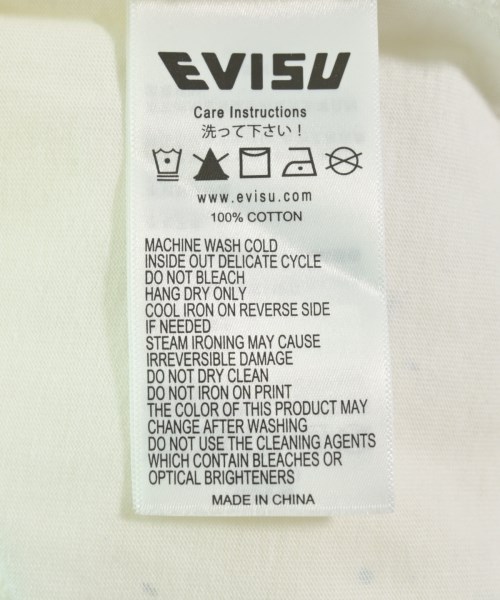 EVISU
Care Instructions
洗って下さい！
www.evisu.com
100% COTTON
MACHINE WASH COLD
INSIDE OUT DELICATE CYCLE
DO NOT BLEACH
HANG DRY ONLY
COOL IRON ON REVERSE SIDE
IF NEEDED
STEAM IRONING MAY CAUSE
IRREVERSIBLE DAMAGE
DO NOT DRY CLEAN
DO NOT IRON ON PRINT
THE COLOR OF THIS PRODUCT MAY
CHANGE AFTER WASHING
DO NOT USE THE CLEANING AGENTS
WHICH CONTAIN BLEACHES OR
OPTICAL BRIGHTENERS
MADE IN CHINA